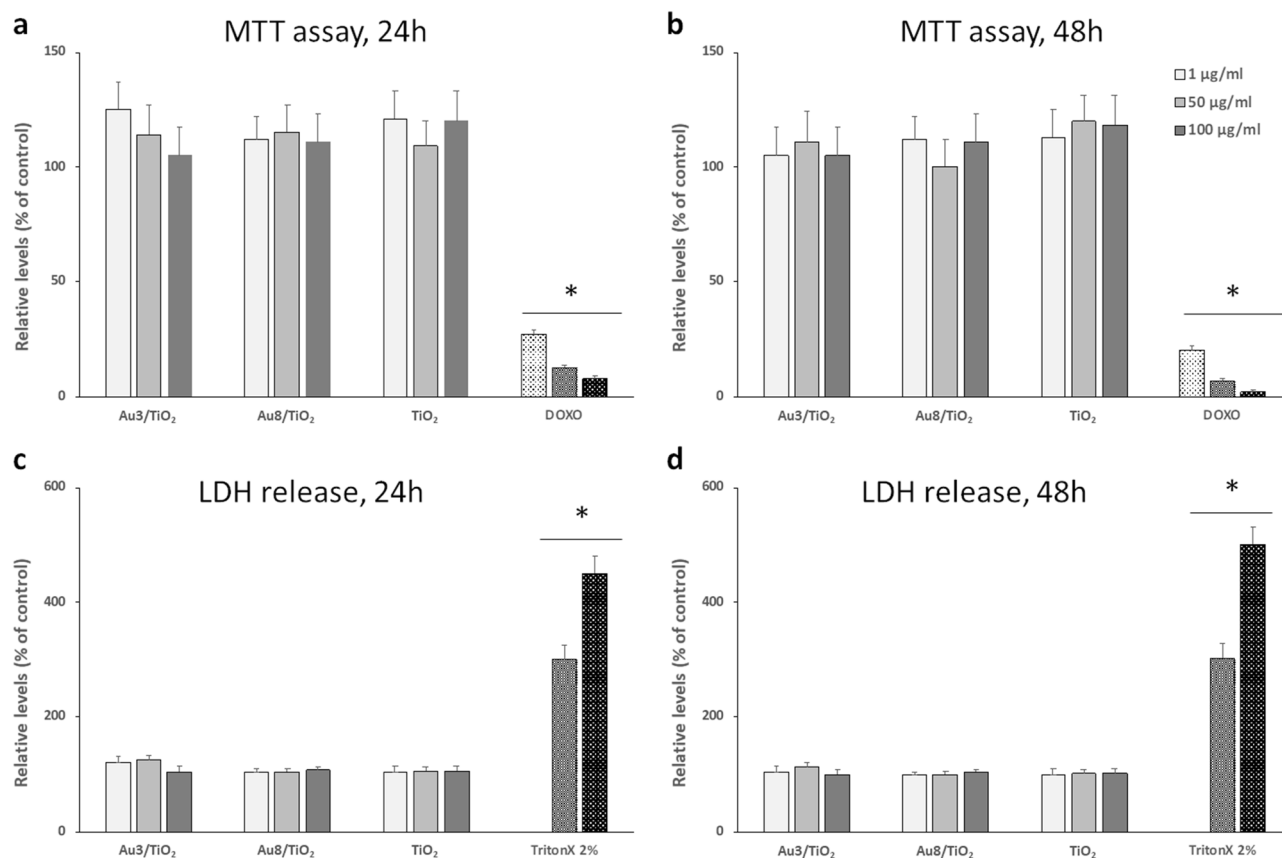 a
MTT assay, 24h
Relative levels (% of control)
150
100
50
0
*
Au3/TiO₂
Au8/TiO₂
TiO₂
DOXO
b
MTT assay, 48h
Relative levels (% of control)
150
100
50
0
1 µg/ml
50 µg/ml
100 µg/ml
*
Au3/TiO₂
Au8/TiO₂
TiO₂
DOXO
c
LDH release, 24h
Relative levels (% of control)
600
400
200
0
*
Au3/TiO₂
Au8/TiO₂
TiO₂
TritonX 2%
d
LDH release, 48h
Relative levels (% of control)
600
400
200
0
*
Au3/TiO₂
Au8/TiO₂
TiO₂
TritonX 2%